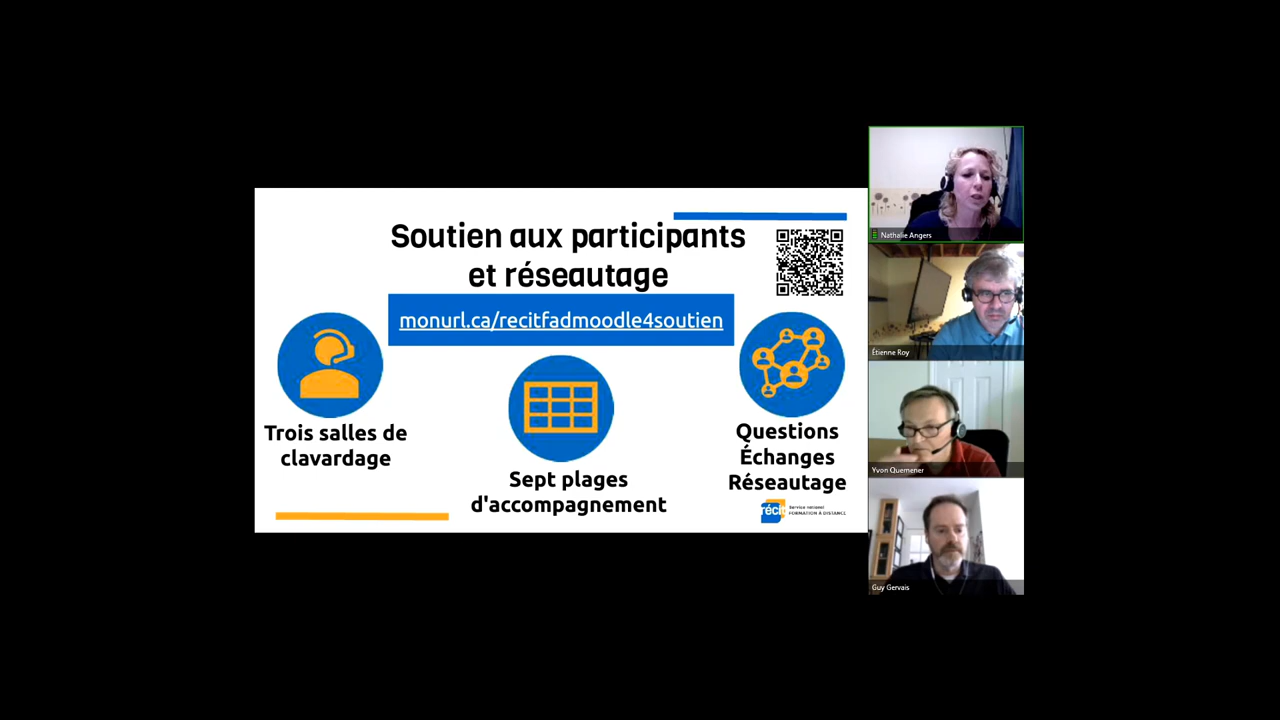 Soutien aux participants
et réseautage
monurl.ca/recitfadmoodle4soutien
Trois salles de
clavardage
Sept plages
d'accompagnement
Questions
Échanges
Réseautage
récit
Service national
FORMATION À DISTANCE
Nathalie Angers
Étienne Roy
Yvon Quemener
Guy Gervais